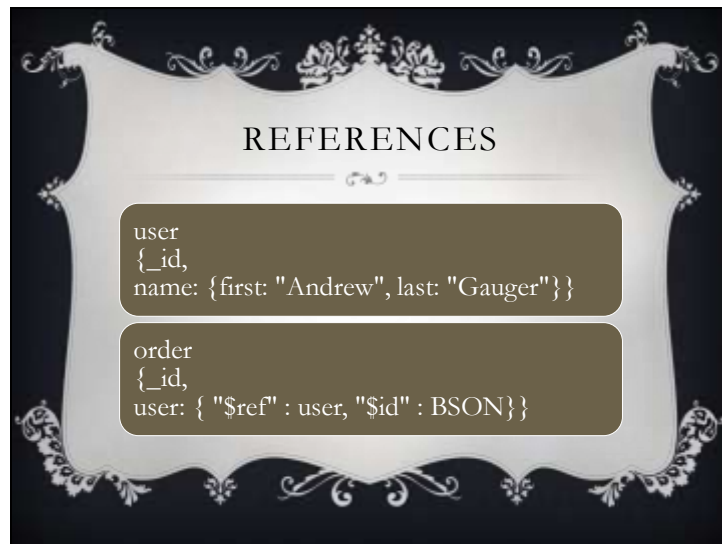 REFERENCES
user
{_id,
name: {first: "Andrew", last: "Gauger"}}
order
{_id,
user: { "$ref" : user, "$id" : BSON}}